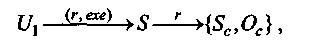 U₁ —(r, exe)→ S —r→ {S_c, O_c} ,